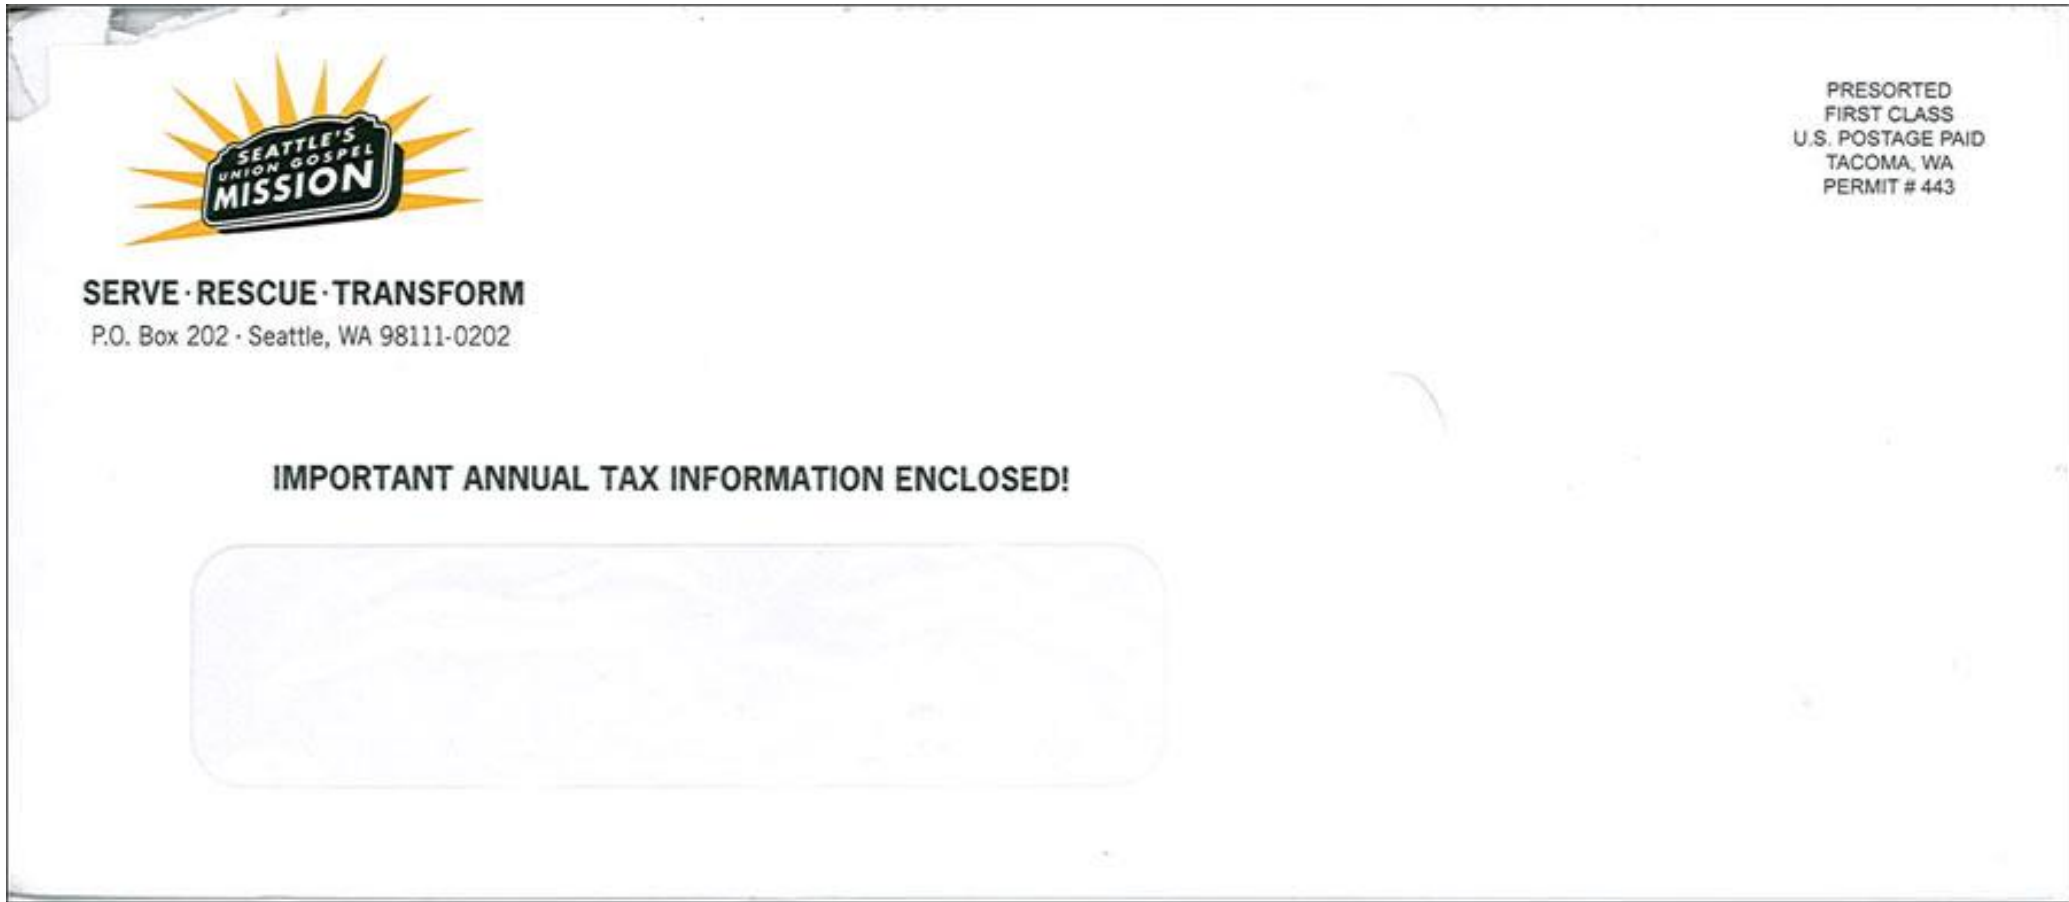 SEATTLE'S
UNION GOSPEL
MISSION
SERVE · RESCUE · TRANSFORM
P.O. Box 202 · Seattle, WA 98111-0202
PRESORTED
FIRST CLASS
U.S. POSTAGE PAID
TACOMA, WA
PERMIT # 443
IMPORTANT ANNUAL TAX INFORMATION ENCLOSED!